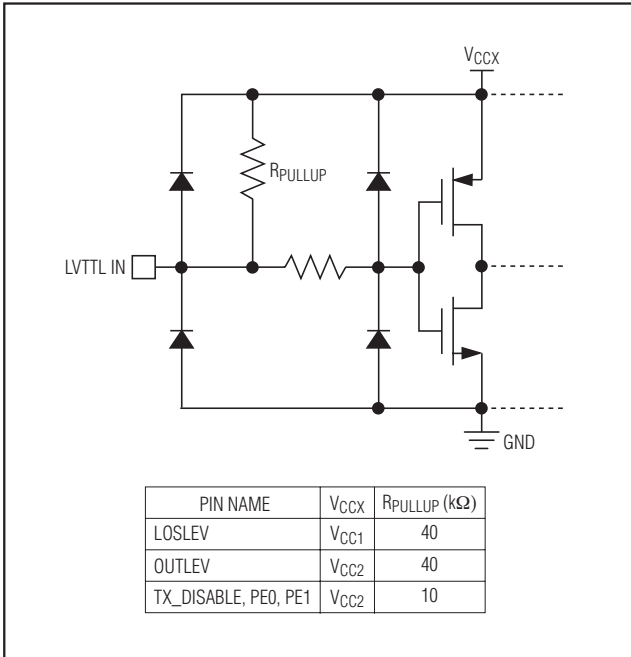 VCCX
RPULLUP
LVTTL IN
GND
PIN NAME VCCX RPULLUP (kΩ)
LOSLEV VCC1 40
OUTLEV VCC2 40
TX_DISABLE, PE0, PE1 VCC2 10